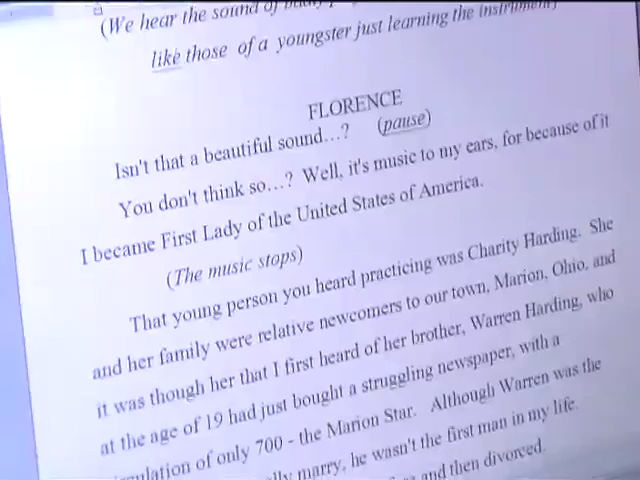 (We hear the sound of
like those of a youngster just learning the instrument)
FLORENCE
Isn't that a beautiful sound...? (pause)
You don't think so...? Well, it's music to my ears, for because of it
I became First Lady of the United States of America.
(The music stops)
That young person you heard practicing was Charity Harding. She
and her family were relative newcomers to our town, Marion, Ohio, and
it was though her that I first heard of her brother, Warren Harding, who
at the age of 19 had just bought a struggling newspaper, with a
of only 700 - the Marion Star. Although Warren was the
marry, he wasn't the first man in my life.
and then divorced.